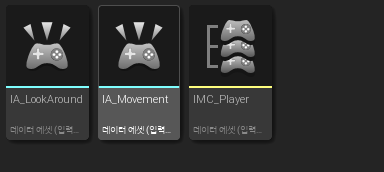 IA_LookAround
데이터 에셋 (입력...
IA_Movement
데이터 에셋 (입력...
IMC_Player
데이터 에셋 (입력...